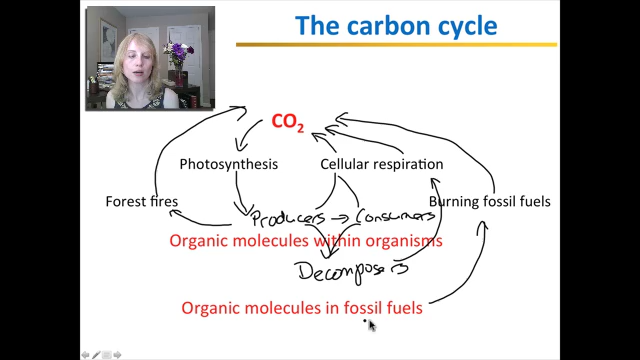 The carbon cycle
CO₂
Photosynthesis
Cellular respiration
Forest fires
Burning fossil fuels
Producers → Consumers
Organic molecules within organisms
Decomposers
Organic molecules in fossil fuels